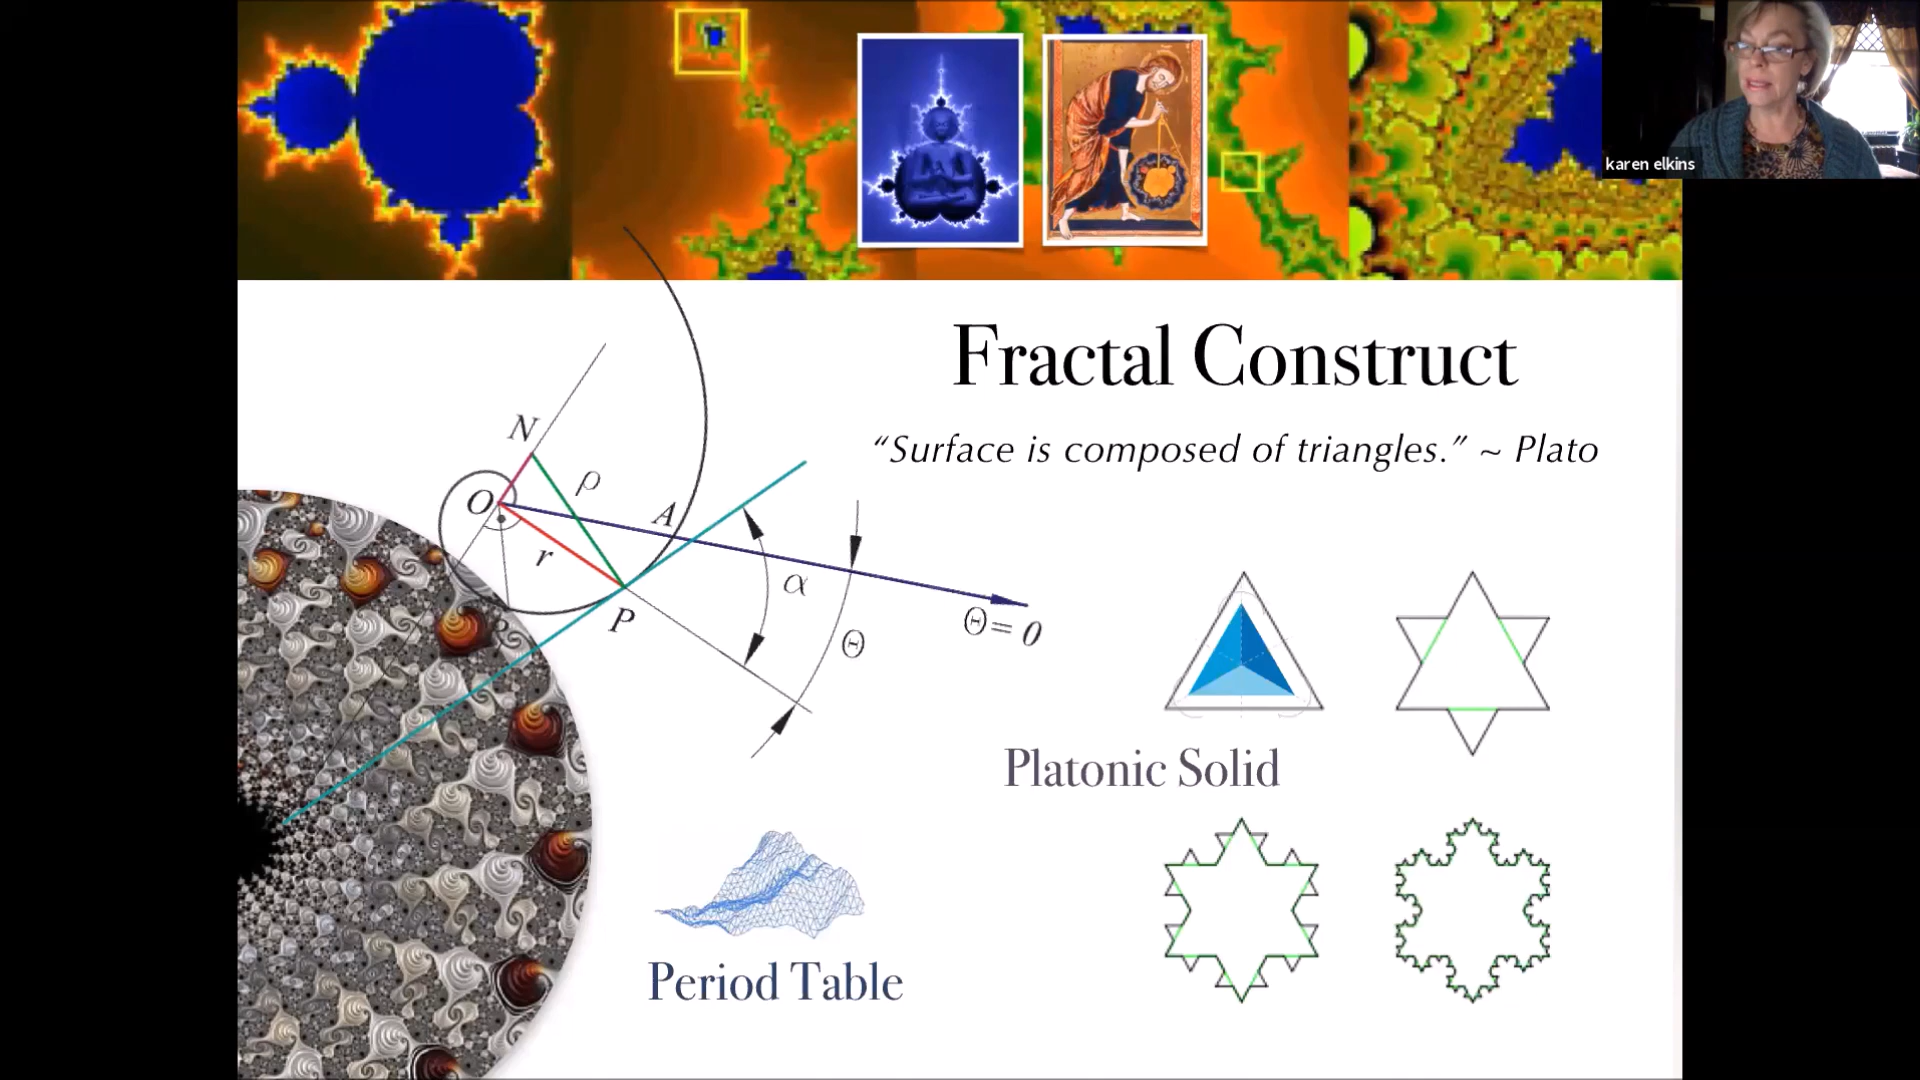 karen elkins
Fractal Construct
“Surface is composed of triangles.” ~ Plato
N
ρ
O
A
r
α
P
Θ
Θ= 0
Platonic Solid
Period Table